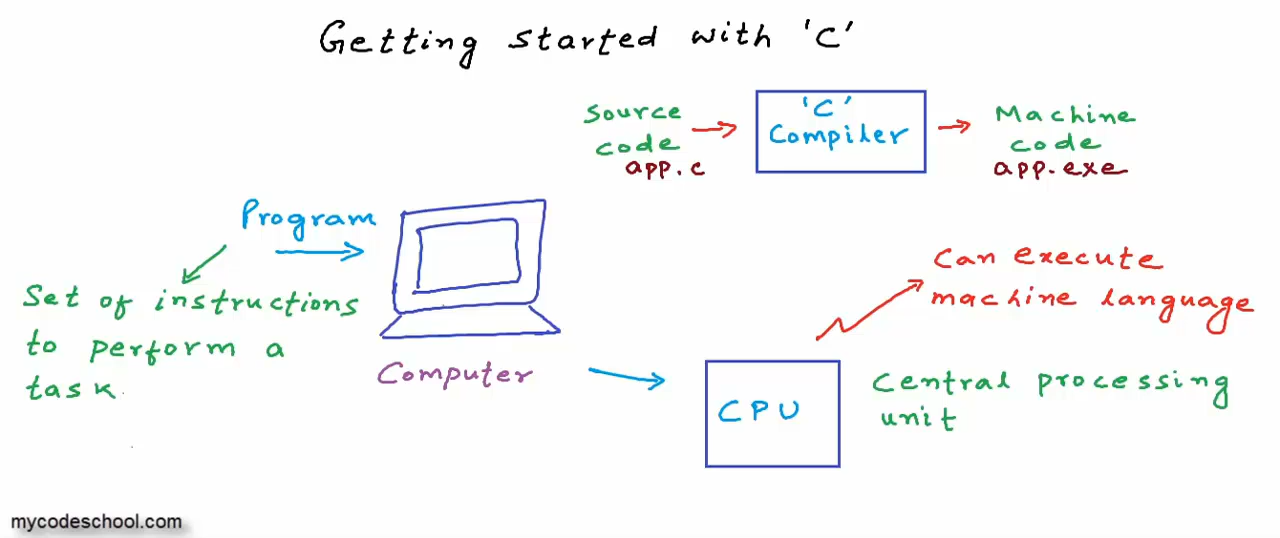 Getting started with 'C'
Source
code
app.c
'C'
Compiler
Machine
code
app.exe
Program
Set of instructions
to perform a
task
Computer
Can execute
machine language
CPU
Central processing
unit
mycodeschool.com